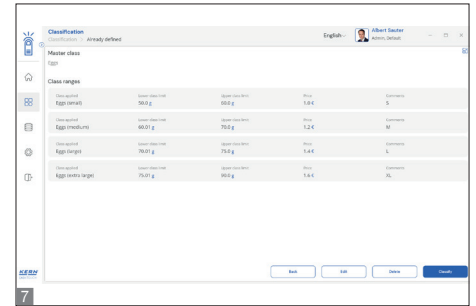 Classification
Classification Already defined
English
Albert Sauter
Admin, Default
Master class
Eggs
Class ranges
Class applied Lower class limit Upper class limit Price Comments
Eggs (small) 50.0 g 60.0 g 1.0 € S
Class applied Lower class limit Upper class limit Price Comments
Eggs (medium) 60.01 g 70.0 g 1.2 € M
Class applied Lower class limit Upper class limit Price Comments
Eggs (large) 70.01 g 75.0 g 1.4 € L
Class applied Lower class limit Upper class limit Price Comments
Eggs (extra large) 75.01 g 90.0 g 1.6 € XL
KERN
Back Edit Delete Classify
7